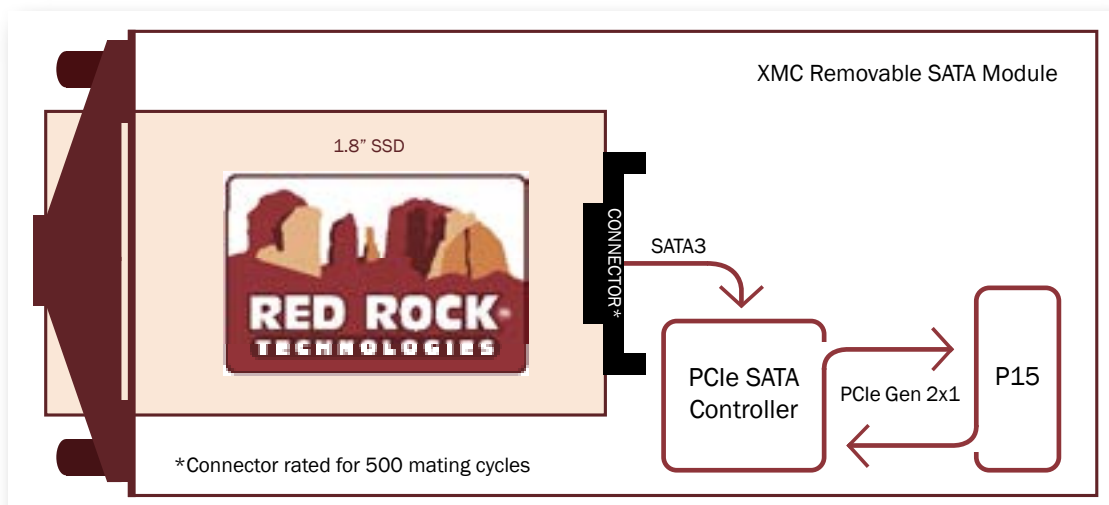 XMC Removable SATA Module
1.8” SSD
RED ROCK
TECHNOLOGIES
CONNECTOR*
SATA3
PCIe SATA
Controller
PCIe Gen 2x1
P15
*Connector rated for 500 mating cycles